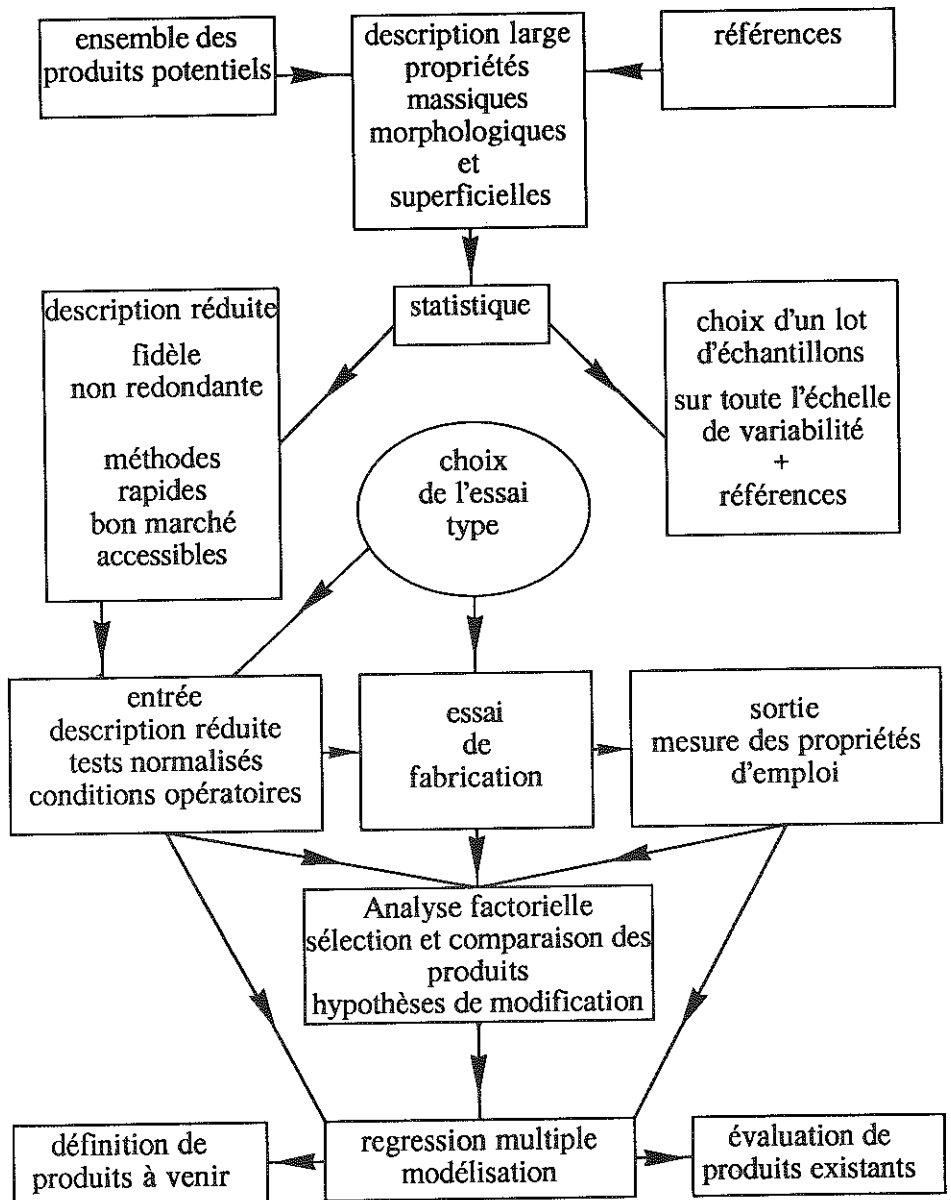 ensemble des
produits potentiels
description large
propriétés
massiques
morphologiques
et
superficielles
références
description réduite
fidèle
non redondante
méthodes
rapides
bon marché
accessibles
statistique
choix d'un lot
d'échantillons
sur toute l'échelle
de variabilité
+
références
choix
de l'essai
type
entrée
description réduite
tests normalisés
conditions opératoires
essai
de
fabrication
sortie
mesure des propriétés
d'emploi
Analyse factorielle
sélection et comparaison des
produits
hypothèses de modification
définition de
produits à venir
regression multiple
modélisation
évaluation de
produits existants